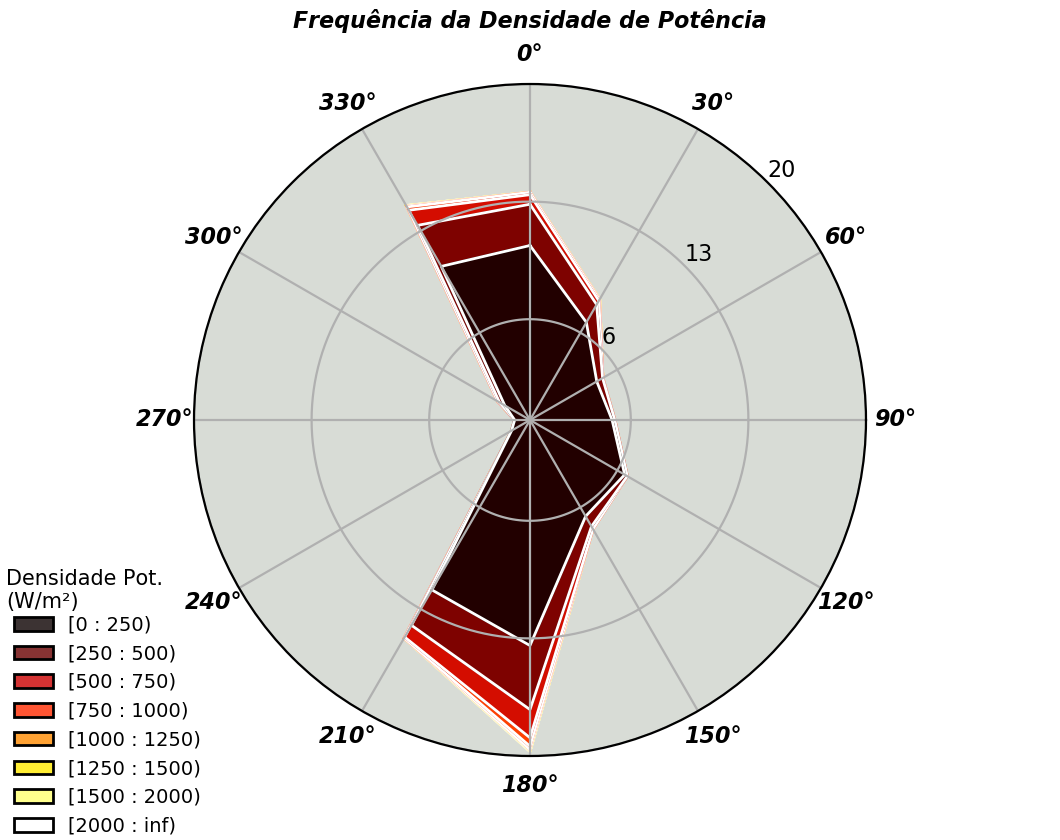 Frequência da Densidade de Potência
0°
330°
30°
20
300°
60°
13
6
270°
90°
240°
120°
210°
150°
180°
Densidade Pot.
(W/m²)
[0 : 250)
[250 : 500)
[500 : 750)
[750 : 1000)
[1000 : 1250)
[1250 : 1500)
[1500 : 2000)
[2000 : inf)